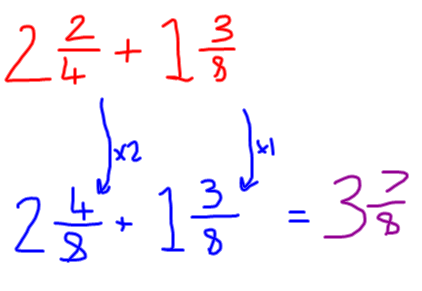 2 2/4 + 1 3/8
x2 x1
2 4/8 + 1 3/8 = 3 7/8